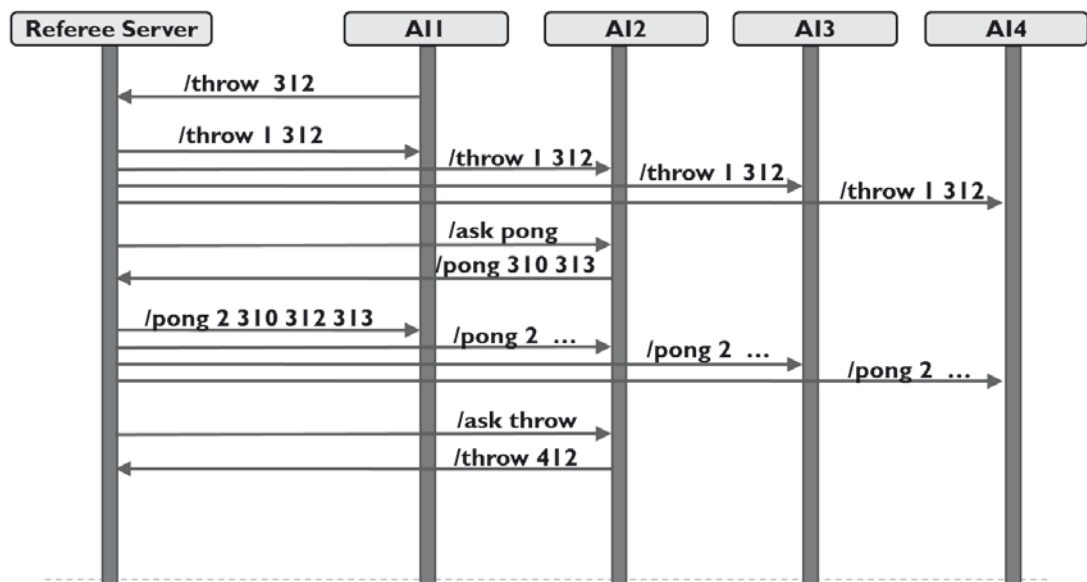 Referee Server
AI1
AI2
AI3
AI4
/throw 312
/throw 1 312
/throw 1 312
/throw 1 312
/throw 1 312
/ask pong
/pong 310 313
/pong 2 310 312 313
/pong 2 ...
/pong 2 ...
/pong 2 ...
/ask throw
/throw 412